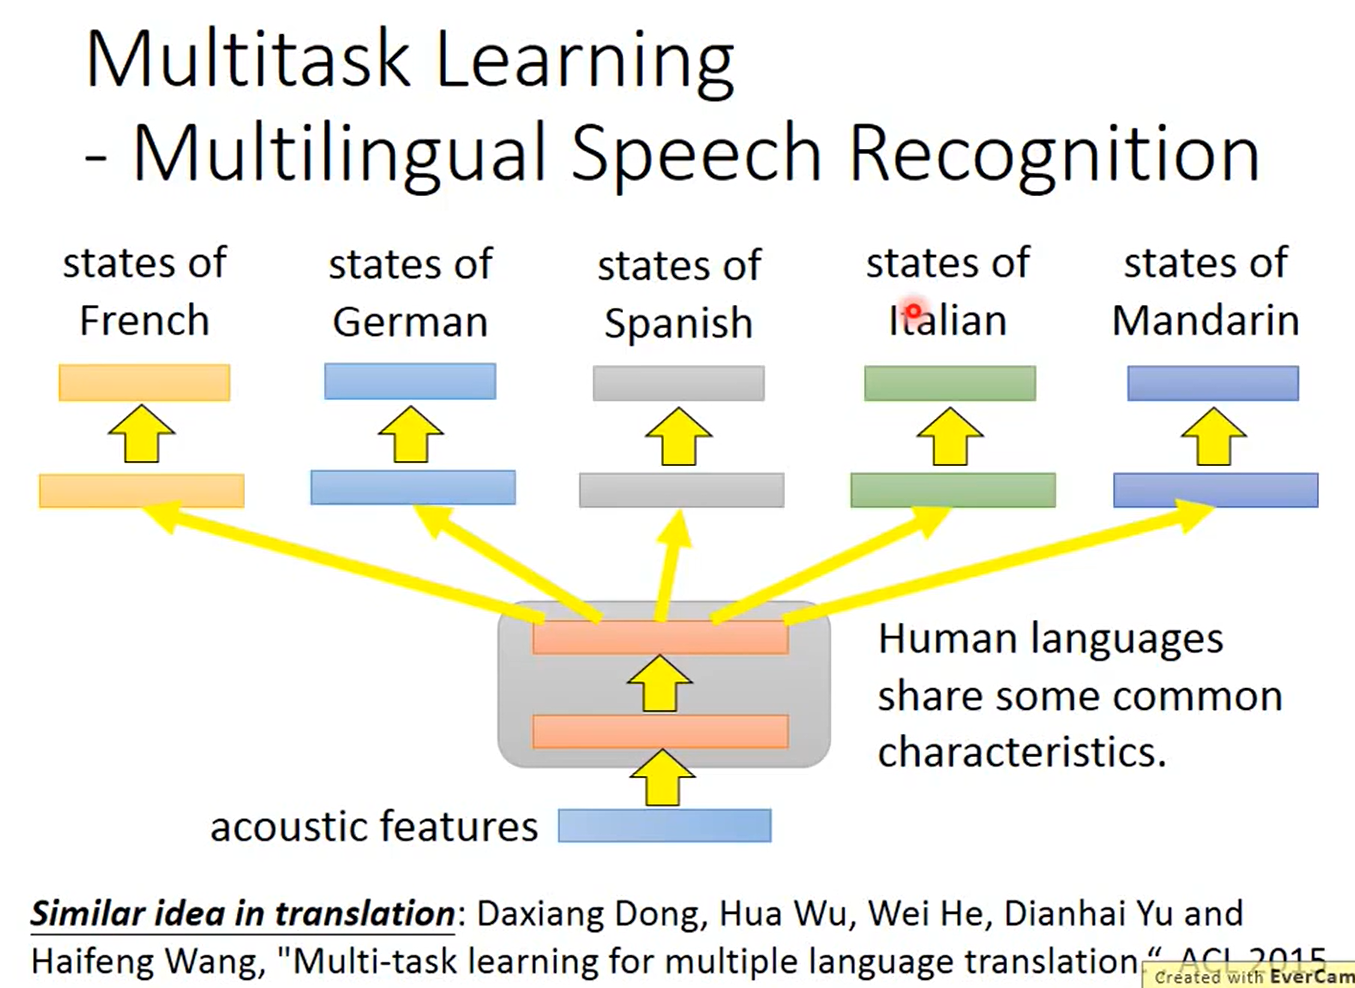 Multitask Learning
- Multilingual Speech Recognition
states of
French
states of
German
states of
Spanish
states of
Italian
states of
Mandarin
Human languages
share some common
characteristics.
acoustic features
Similar idea in translation: Daxiang Dong, Hua Wu, Wei He, Dianhai Yu and
Haifeng Wang, "Multi-task learning for multiple language translation.“ ACL 2015
Created with EverCam